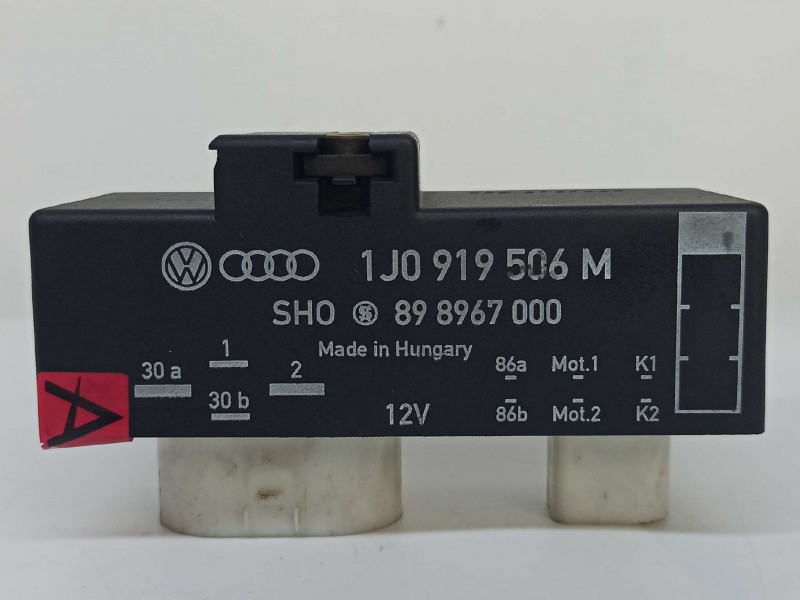 1J0 919 506 M
SHO 89 8967 000
Made in Hungary
30 a
1
2
30 b
12V
86a Mot.1 K1
86b Mot.2 K2
A